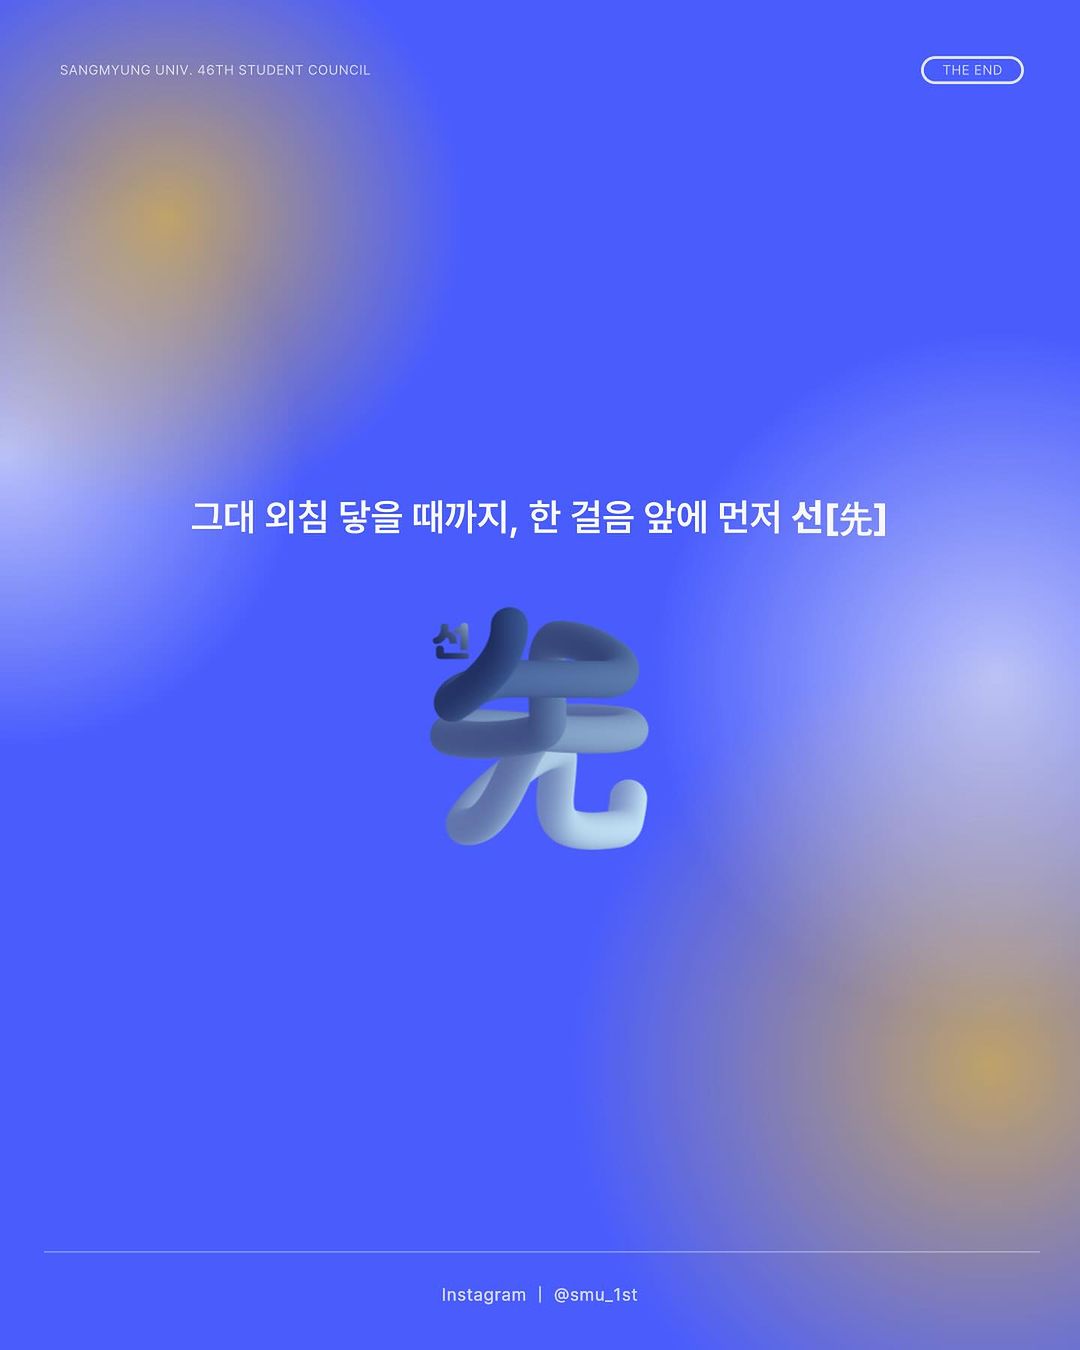 SANGMYUNG UNIV. 46TH STUDENT COUNCIL
THE END
그대 외침 닿을 때까지, 한 걸음 앞에 먼저 선[先]
선
先
Instagram | @smu_1st